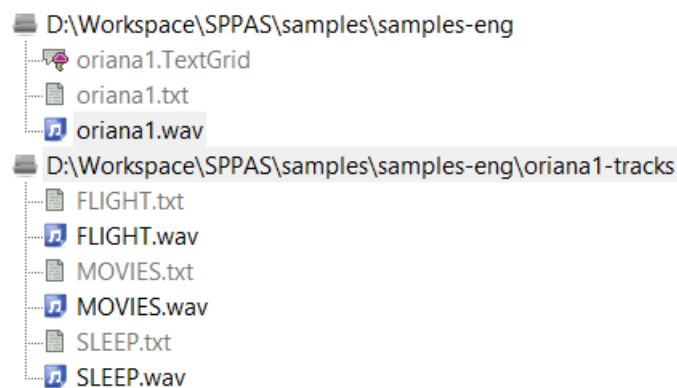 D:\Workspace\SPPAS\samples\samples-eng
oriana1.TextGrid
oriana1.txt
oriana1.wav
D:\Workspace\SPPAS\samples\samples-eng\oriana1-tracks
FLIGHT.txt
FLIGHT.wav
MOVIES.txt
MOVIES.wav
SLEEP.txt
SLEEP.wav